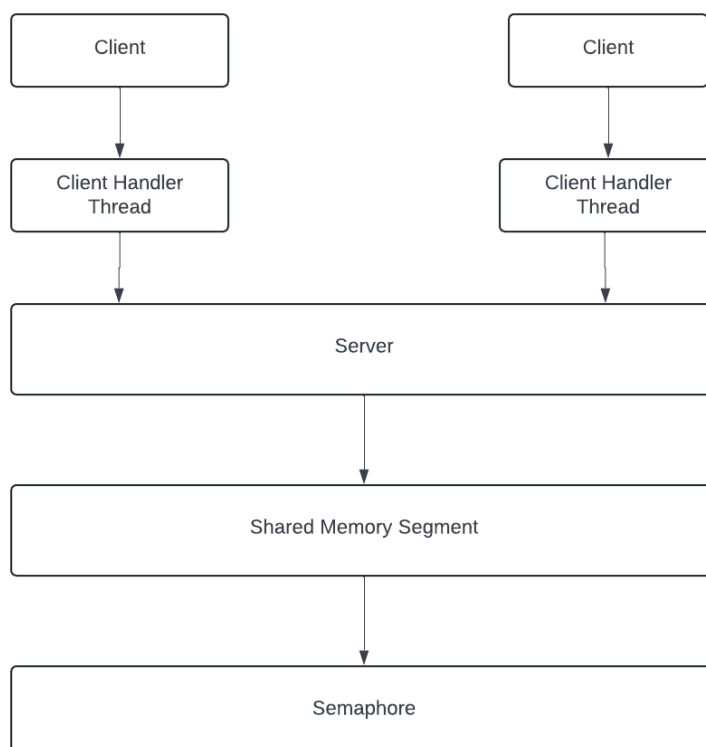 Client
Client
Client Handler
Thread
Client Handler
Thread
Server
Shared Memory Segment
Semaphore